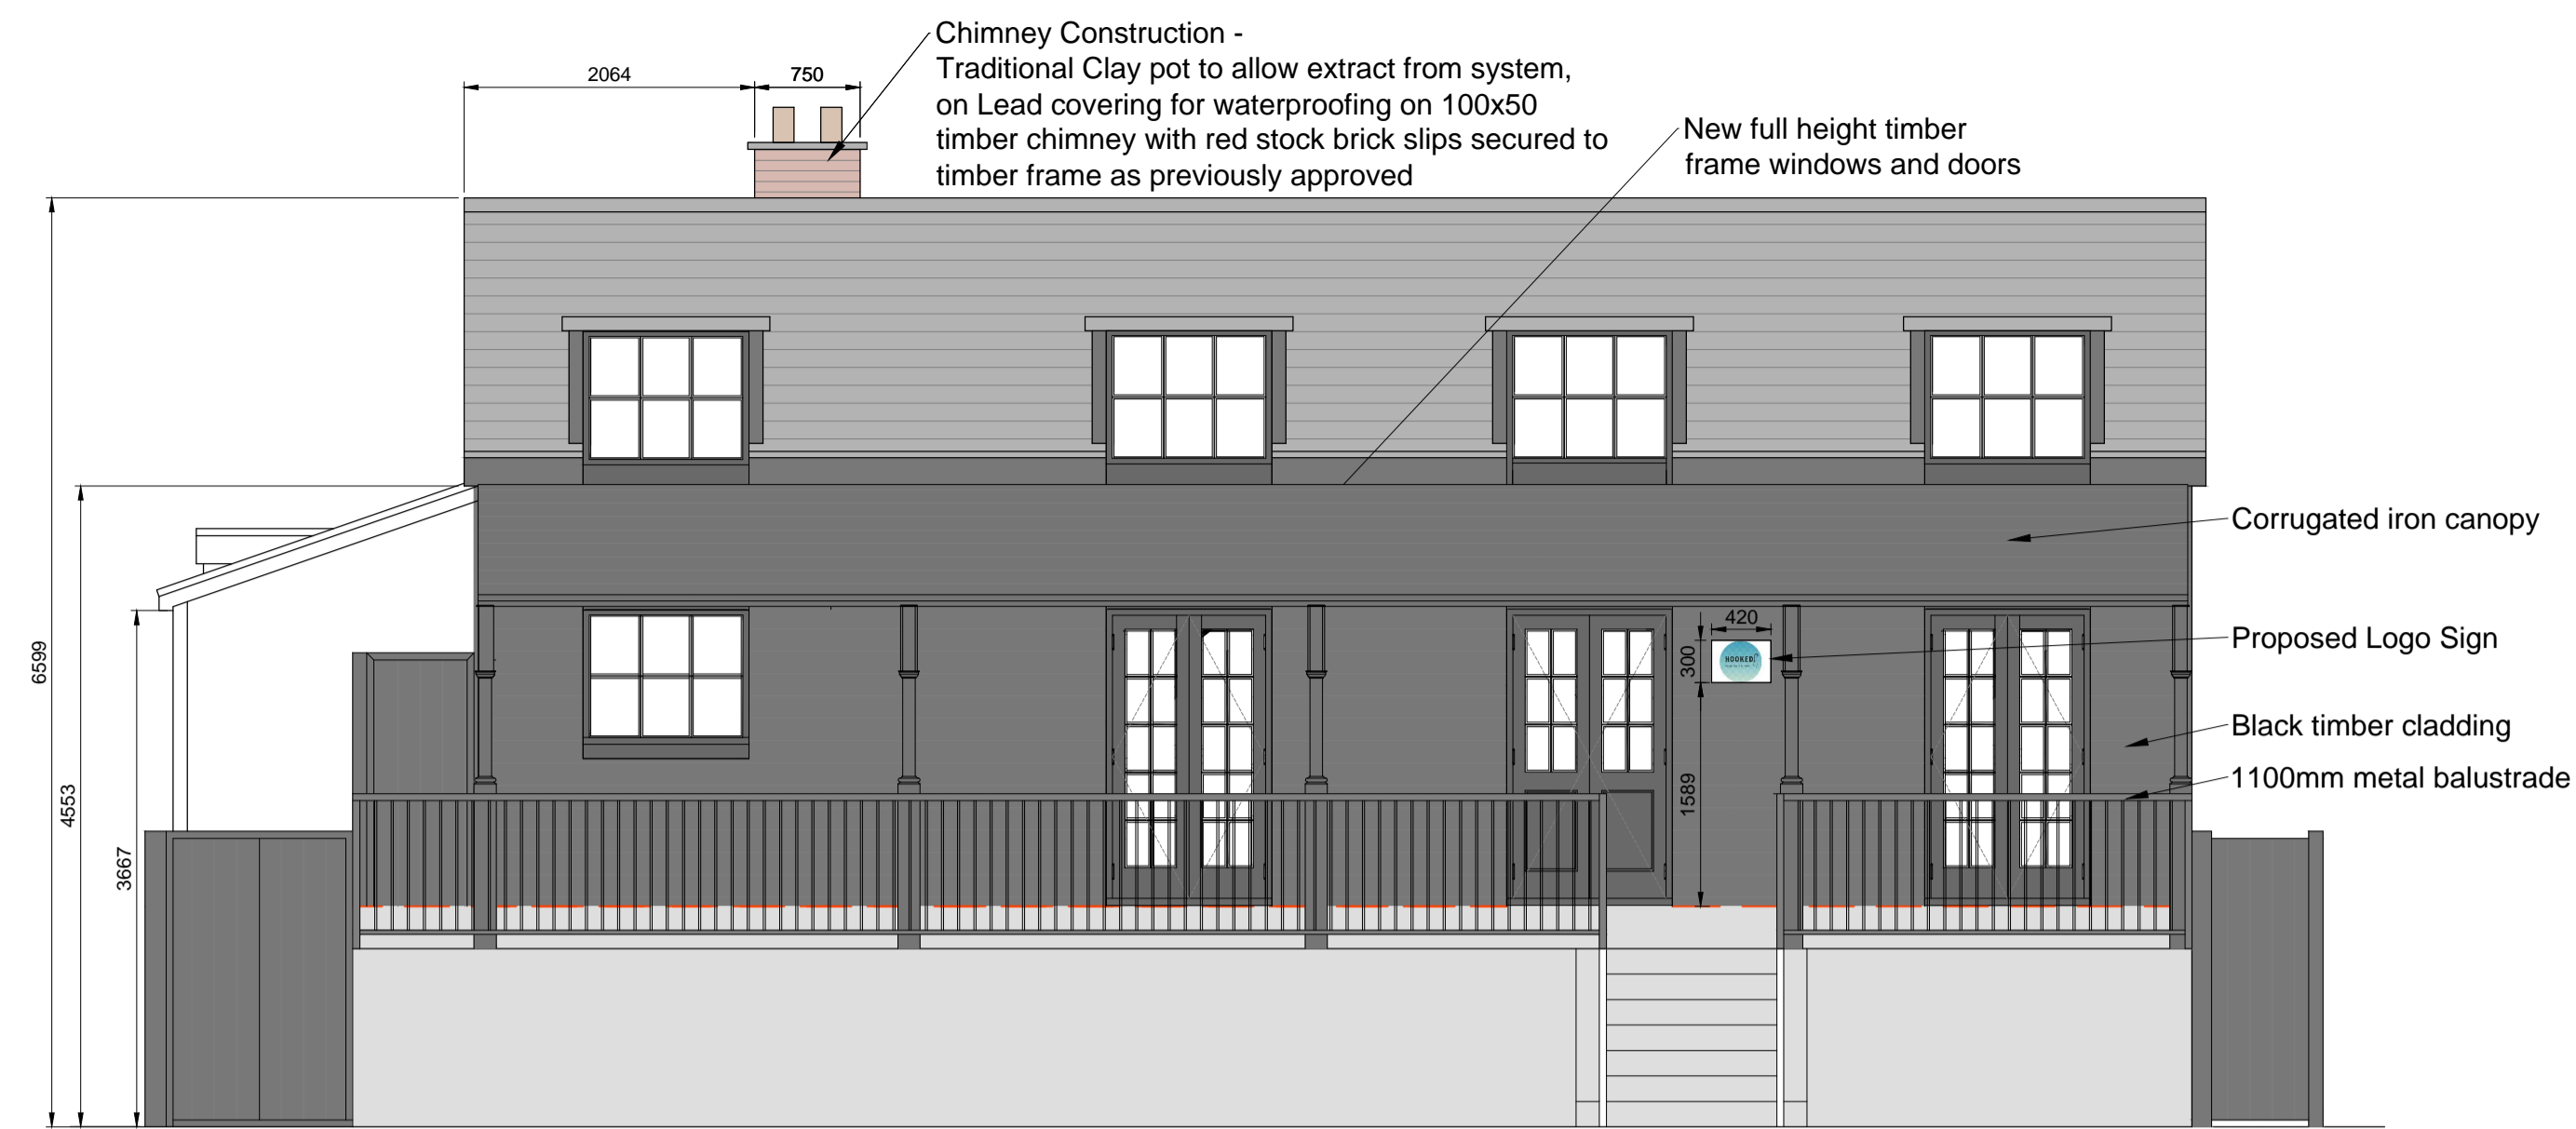 Chimney Construction -
Traditional Clay pot to allow extract from system,
on Lead covering for waterproofing on 100x50
timber chimney with red stock brick slips secured to
timber frame as previously approved
2064
750
New full height timber
frame windows and doors
Corrugated iron canopy
420
300
HOOKED
Proposed Logo Sign
Black timber cladding
1100mm metal balustrade
1589
6599
4553
3667